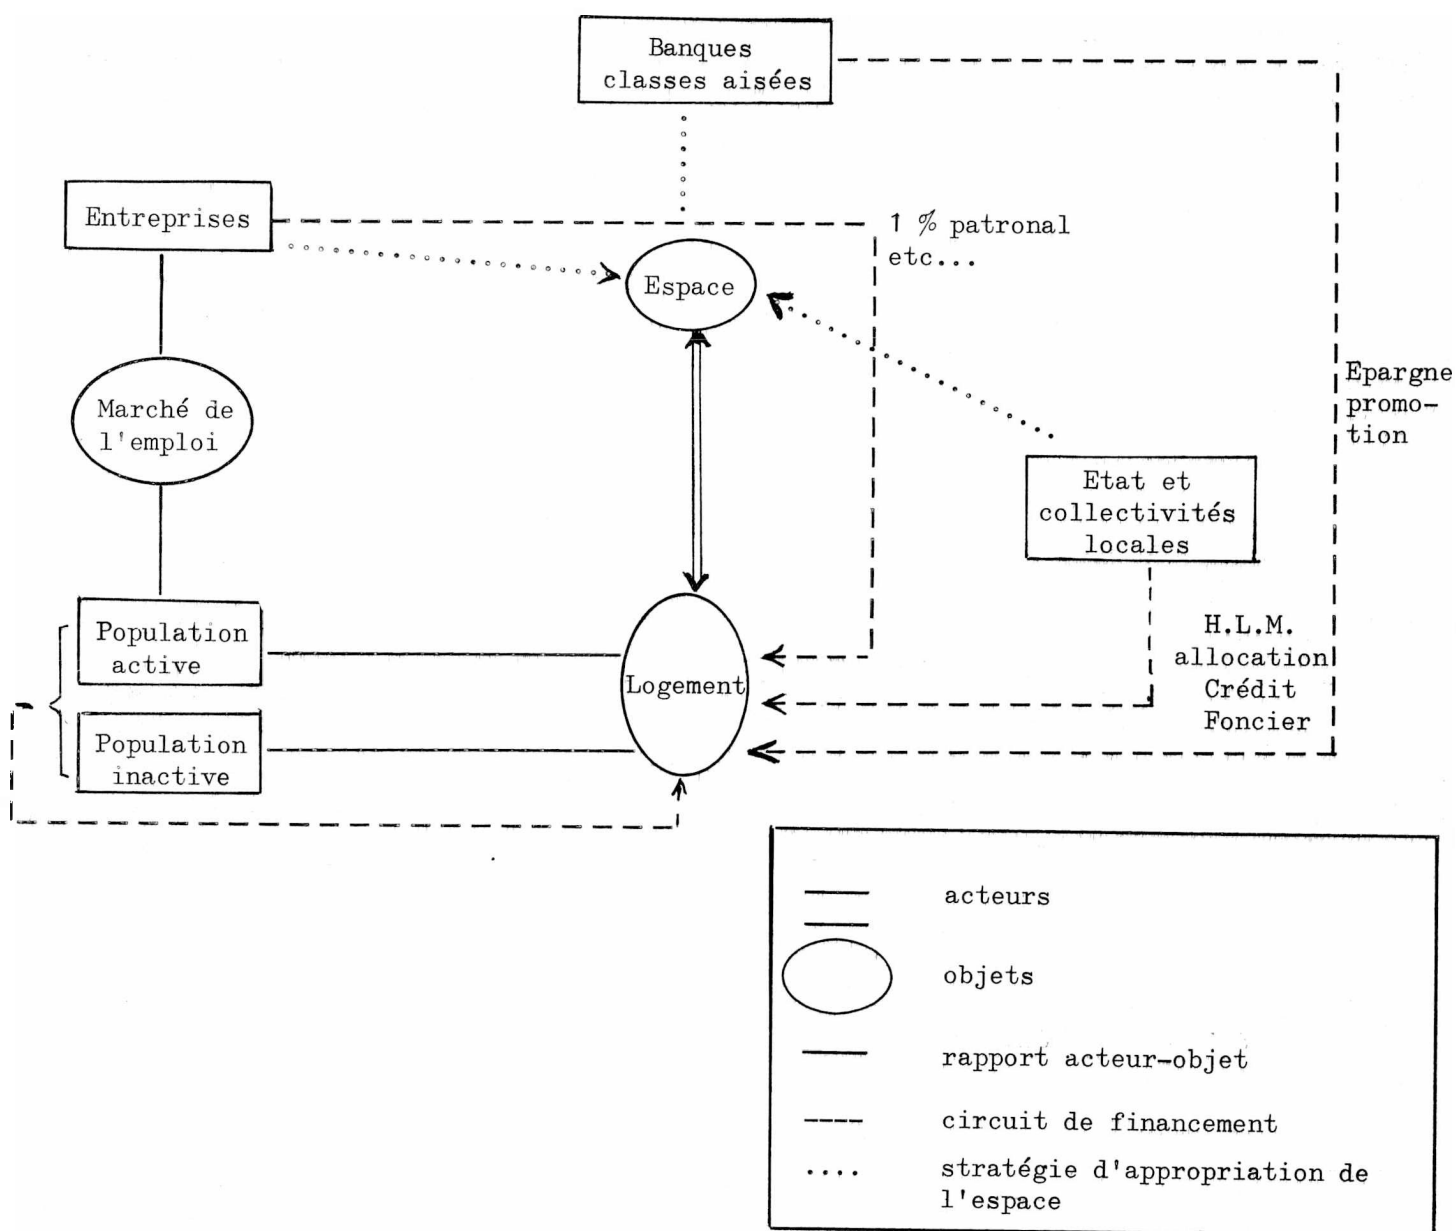 Banques
classes aisées
Entreprises
1 % patronal
etc...
Espace
Epargne
promo-
tion
Marché de
l'emploi
Etat et
collectivités
locales
Population
active
H.L.M.
allocation
Crédit
Foncier
Logement
Population
inactive
acteurs
objets
rapport acteur-objet
circuit de financement
stratégie d'appropriation de
l'espace